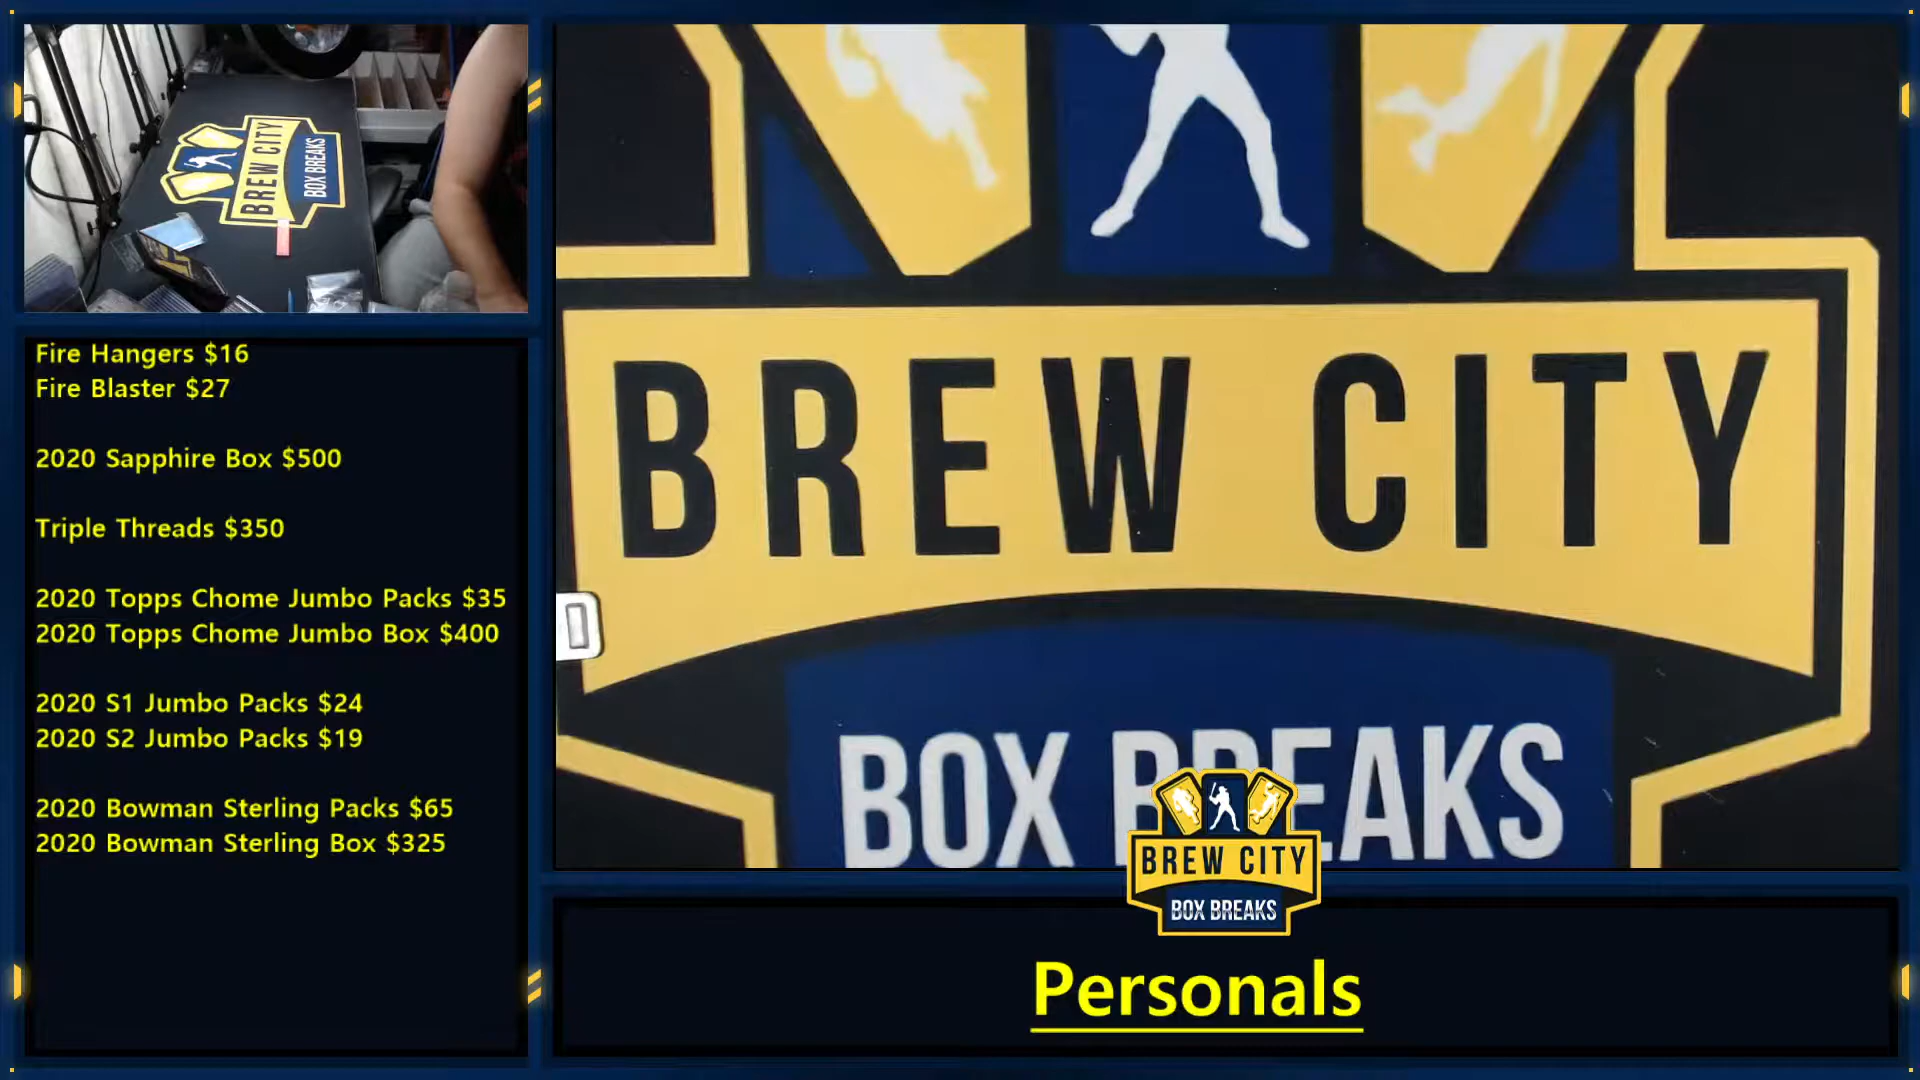 BREW CITY
BOX BREAKS
Fire Hangers $16
Fire Blaster $27
2020 Sapphire Box $500
Triple Threads $350
2020 Topps Chome Jumbo Packs $35
2020 Topps Chome Jumbo Box $400
2020 S1 Jumbo Packs $24
2020 S2 Jumbo Packs $19
2020 Bowman Sterling Packs $65
2020 Bowman Sterling Box $325
BREW CITY
BOX BREAKS
BREW CITY
BOX BREAKS
Personals